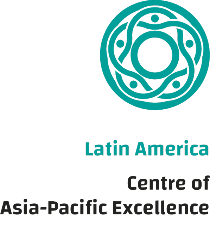 Latin America
Centre of
Asia-Pacific Excellence